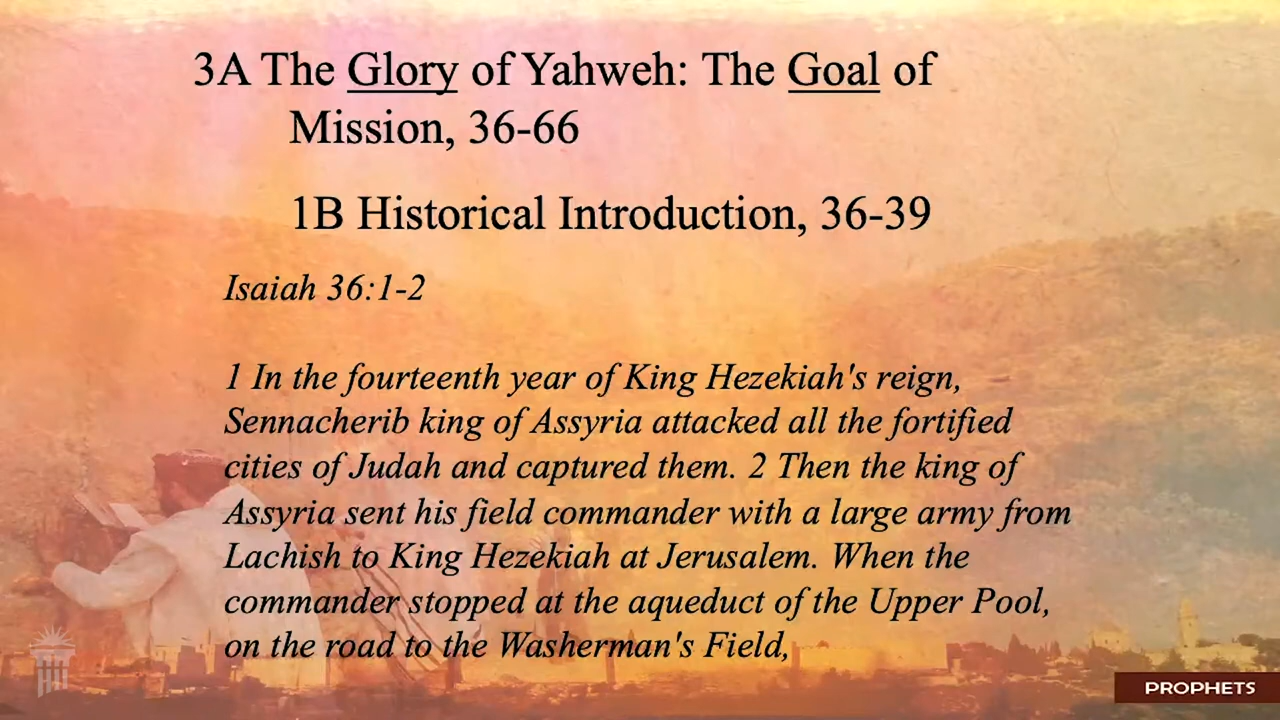 3A The Glory of Yahweh: The Goal of
Mission, 36-66
1B Historical Introduction, 36-39
Isaiah 36:1-2
1 In the fourteenth year of King Hezekiah's reign,
Sennacherib king of Assyria attacked all the fortified
cities of Judah and captured them. 2 Then the king of
Assyria sent his field commander with a large army from
Lachish to King Hezekiah at Jerusalem. When the
commander stopped at the aqueduct of the Upper Pool,
on the road to the Washerman's Field,
PROPHETS